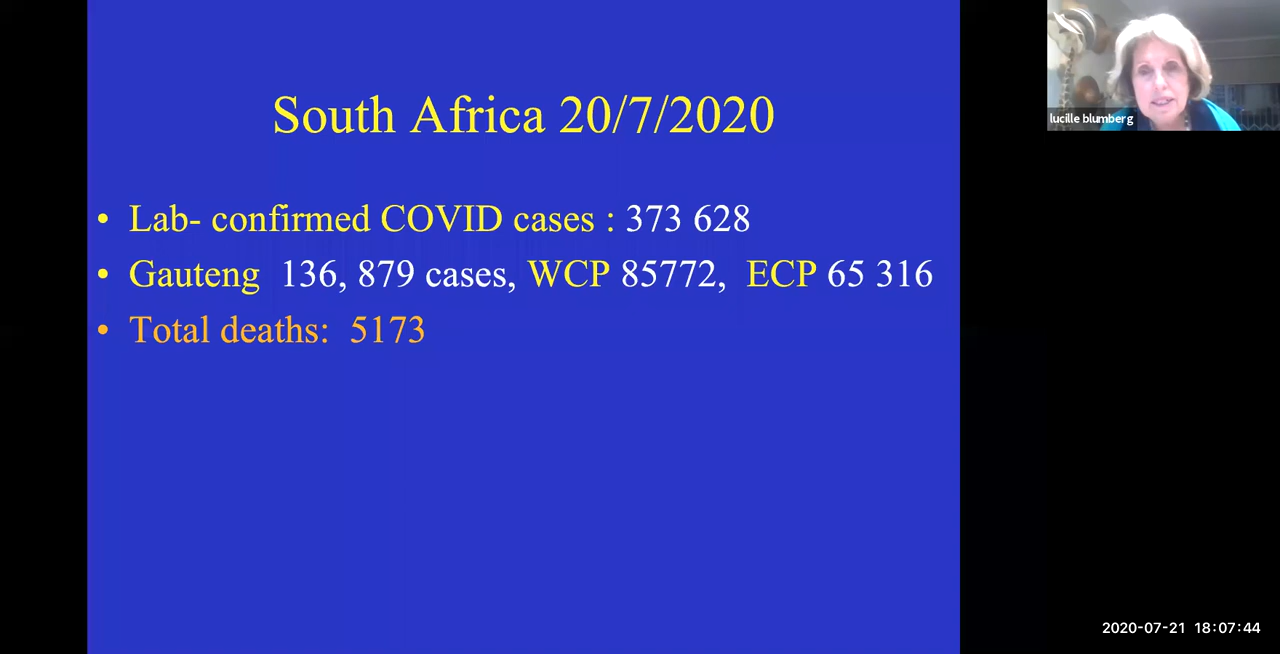 South Africa 20/7/2020
• Lab- confirmed COVID cases : 373 628
• Gauteng 136, 879 cases, WCP 85772, ECP 65 316
• Total deaths: 5173
lucille blumberg
2020-07-21 18:07:44